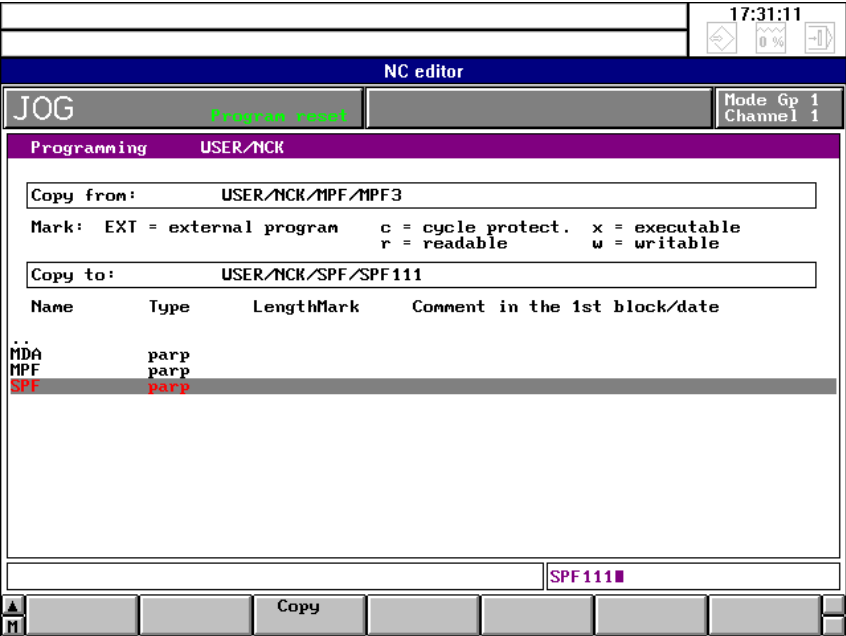 17:31:11
0 %
NC editor
JOG Program reset Mode Gp 1
Channel 1
Programming USER/NCK
Copy from: USER/NCK/MPF/MPF3
Mark: EXT = external program c = cycle protect. x = executable
r = readable w = writable
Copy to: USER/NCK/SPF/SPF111
Name Type LengthMark Comment in the 1st block/date
..
MDA parp
MPF parp
SPF parp
SPF111
Copy
M